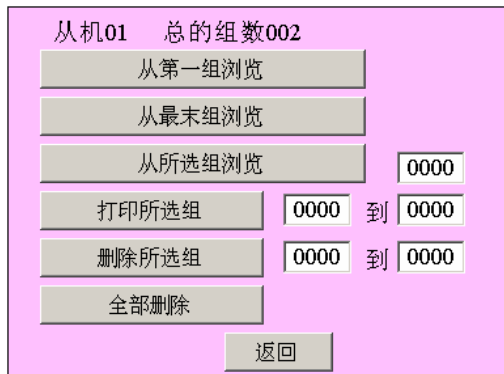 从机01 总的组数002
从第一组浏览
从最末组浏览
从所选组浏览 0000
打印所选组 0000 到 0000
删除所选组 0000 到 0000
全部删除
返回